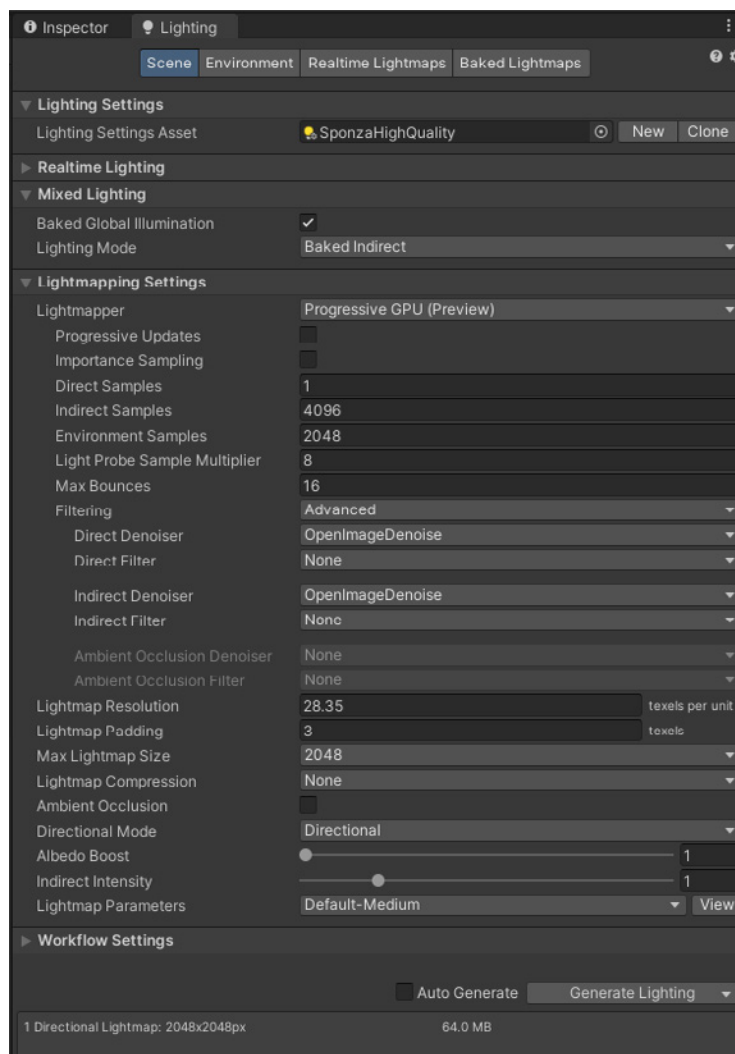 Inspector Lighting
Scene Environment Realtime Lightmaps Baked Lightmaps
Lighting Settings
Lighting Settings Asset SponzaHighQuality New Clone
Realtime Lighting
Mixed Lighting
Baked Global Illumination
Lighting Mode Baked Indirect
Lightmapping Settings
Lightmapper Progressive GPU (Preview)
Progressive Updates
Importance Sampling
Direct Samples 1
Indirect Samples 4096
Environment Samples 2048
Light Probe Sample Multiplier 8
Max Bounces 16
Filtering Advanced
Direct Denoiser OpenImageDenoise
Direct Filter None
Indirect Denoiser OpenImageDenoise
Indirect Filter None
Ambient Occlusion Denoiser None
Ambient Occlusion Filter None
Lightmap Resolution 28.35 texels per unit
Lightmap Padding 3 texels
Max Lightmap Size 2048
Lightmap Compression None
Ambient Occlusion
Directional Mode Directional
Albedo Boost 1
Indirect Intensity 1
Lightmap Parameters Default-Medium View
Workflow Settings
Auto Generate Generate Lighting
1 Directional Lightmap: 2048x2048px 64.0 MB